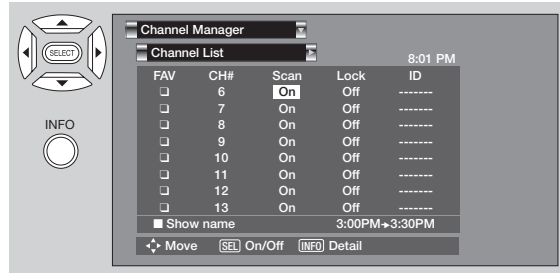 SELECT
INFO
Channel Manager
Channel List
8:01 PM
FAV CH# Scan Lock ID
❏ 6 On Off -------
❏ 7 On Off -------
❏ 8 On Off -------
❏ 9 On Off -------
❏ 10 On Off -------
❏ 11 On Off -------
❏ 12 On Off -------
❏ 13 On Off -------
■ Show name 3:00PM→3:30PM
Move SEL On/Off INFO Detail